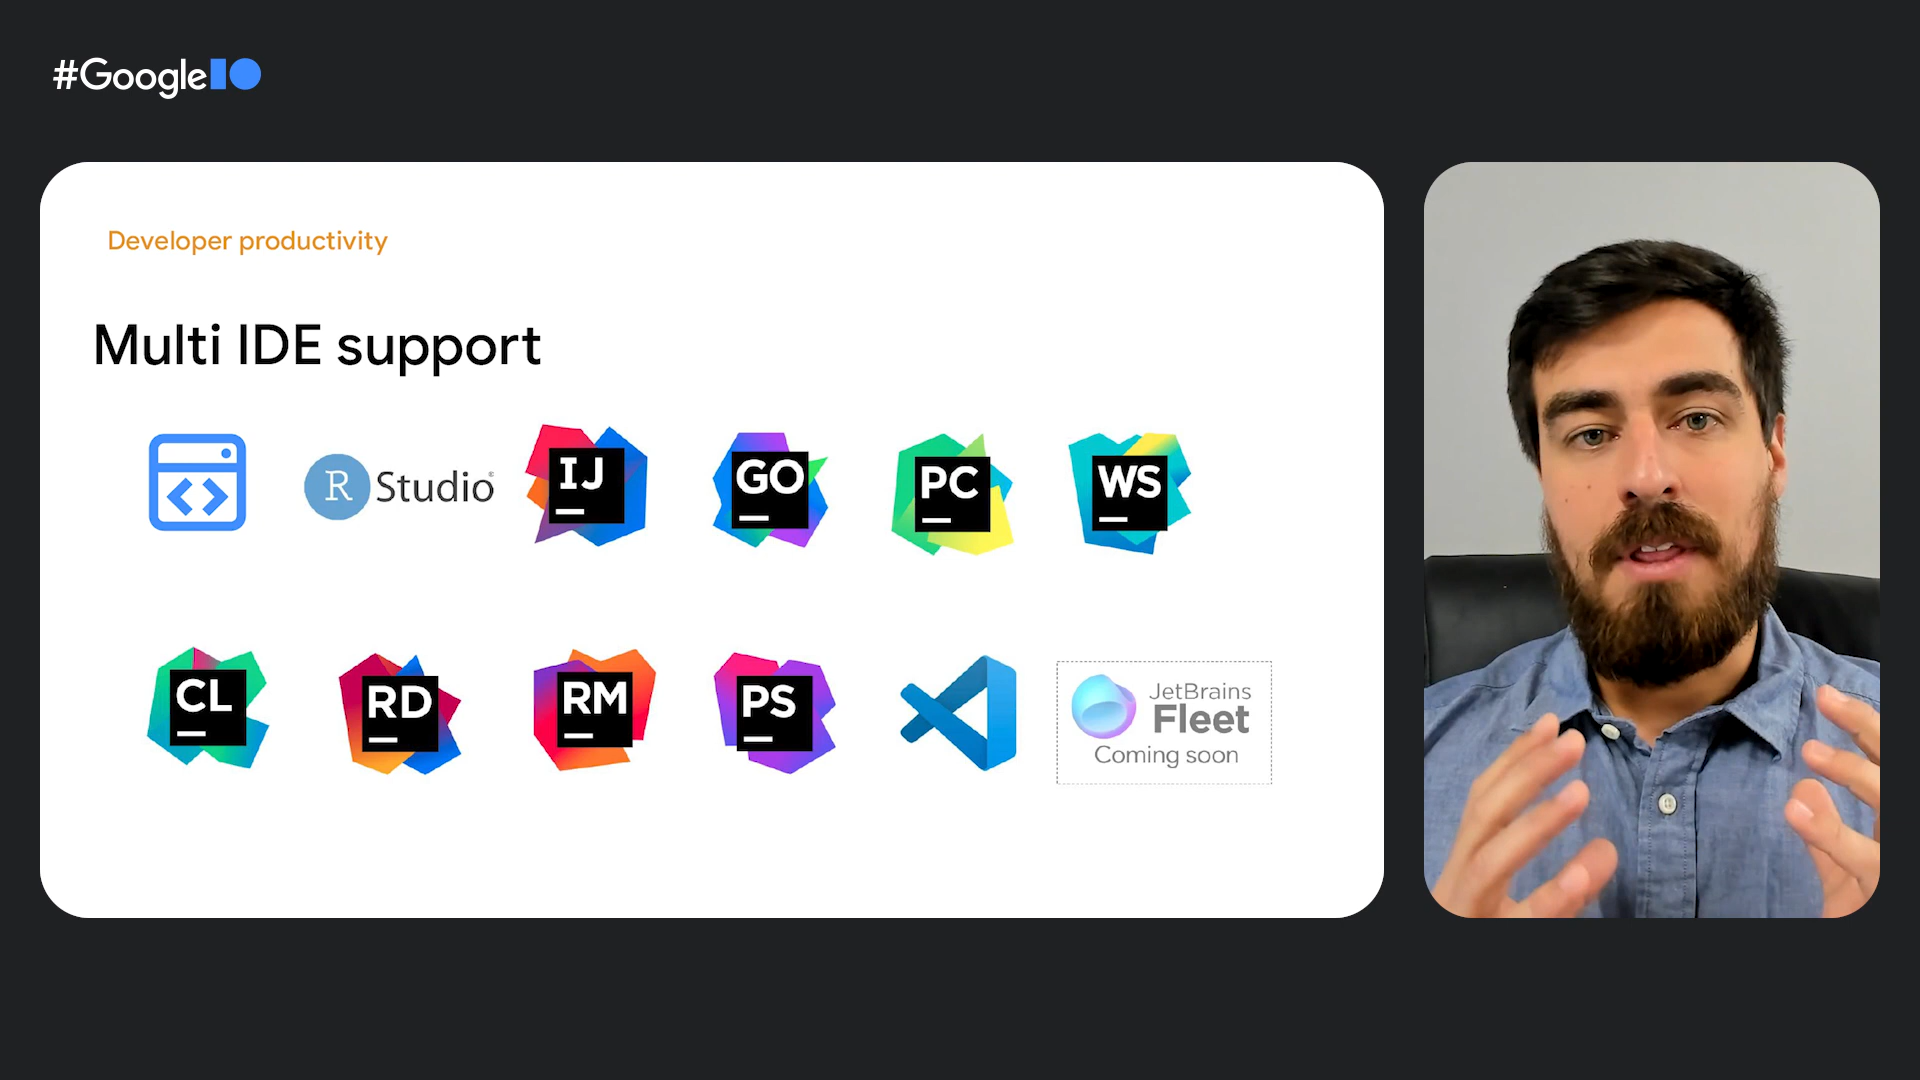 #GoogleIO
Developer productivity
Multi IDE support
R Studio®
IJ
GO
PC
WS
CL
RD
RM
PS
JetBrains
Fleet
Coming soon